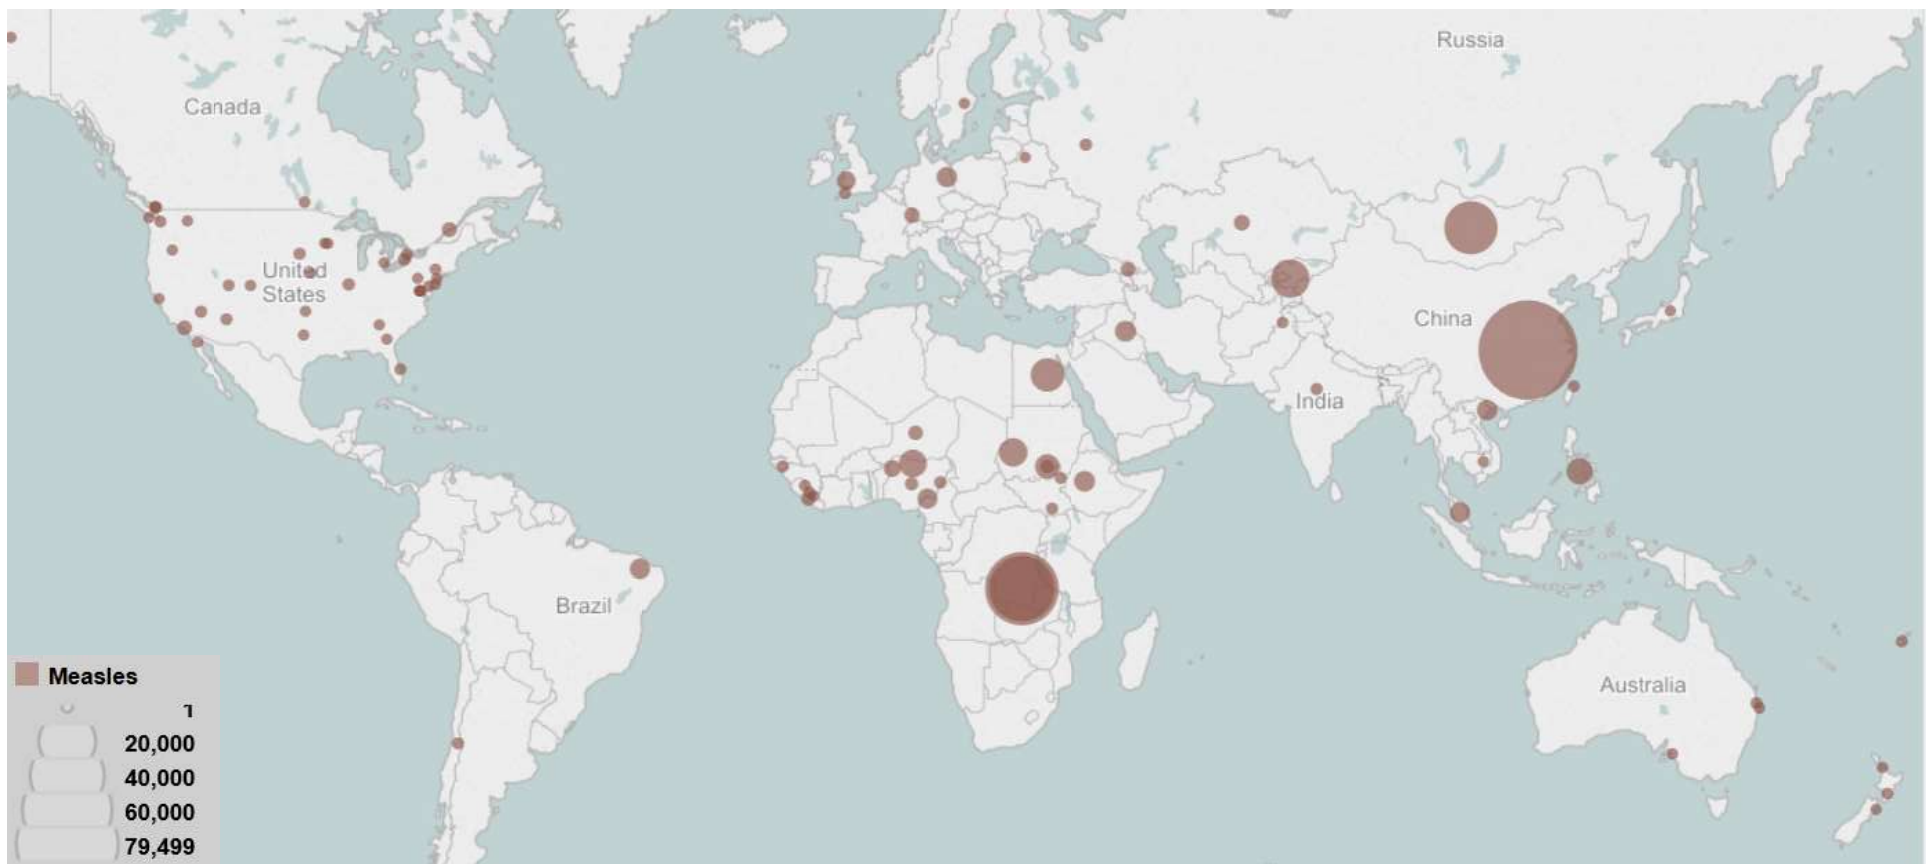 Russia
Canada
United
States
China
India
Brazil
Australia
Measles
1
20,000
40,000
60,000
79,499